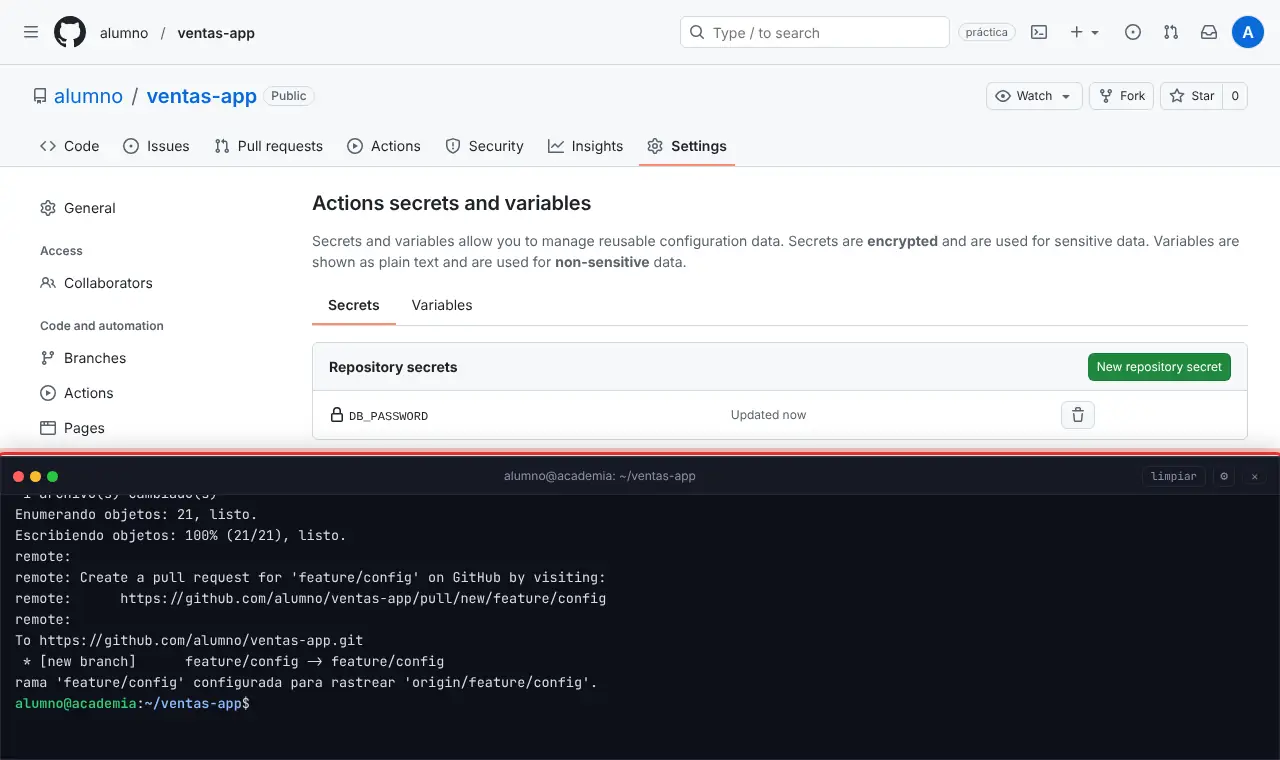 alumno / ventas-app
Type / to search
práctica
A
alumno / ventas-app Public
Watch
Fork
Star 0
Code
Issues
Pull requests
Actions
Security
Insights
Settings
General
Access
Collaborators
Code and automation
Branches
Actions
Pages
Actions secrets and variables
Secrets and variables allow you to manage reusable configuration data. Secrets are encrypted and are used for sensitive data. Variables are
shown as plain text and are used for non-sensitive data.
Secrets
Variables
Repository secrets
New repository secret
DB_PASSWORD
Updated now
alumno@academia: ~/ventas-app
limpiar
1 archivo(s) cambiado(s)
Enumerando objetos: 21, listo.
Escribiendo objetos: 100% (21/21), listo.
remote:
remote: Create a pull request for 'feature/config' on GitHub by visiting:
remote:      https://github.com/alumno/ventas-app/pull/new/feature/config
remote:
To https://github.com/alumno/ventas-app.git
 * [new branch]      feature/config -> feature/config
rama 'feature/config' configurada para rastrear 'origin/feature/config'.
alumno@academia:~/ventas-app$